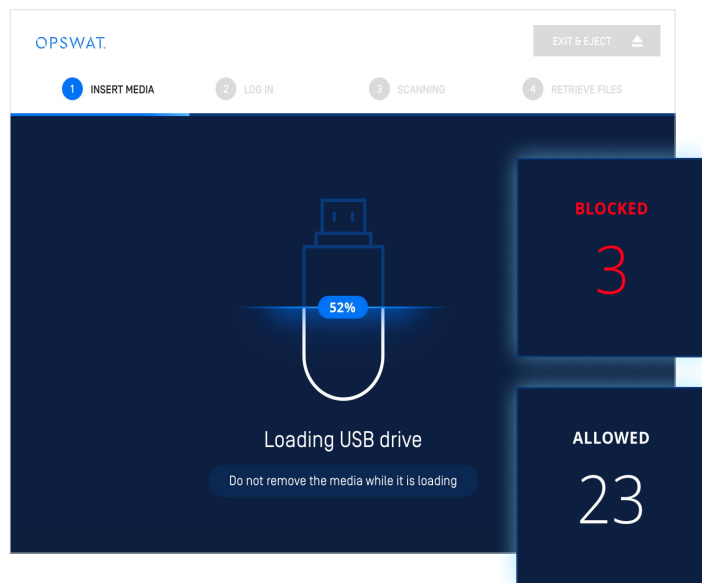 OPSWAT.
EXIT & EJECT
1 INSERT MEDIA
2 LOG IN
3 SCANNING
4 RETRIEVE FILES
BLOCKED
3
52%
Loading USB drive
Do not remove the media while it is loading
ALLOWED
23